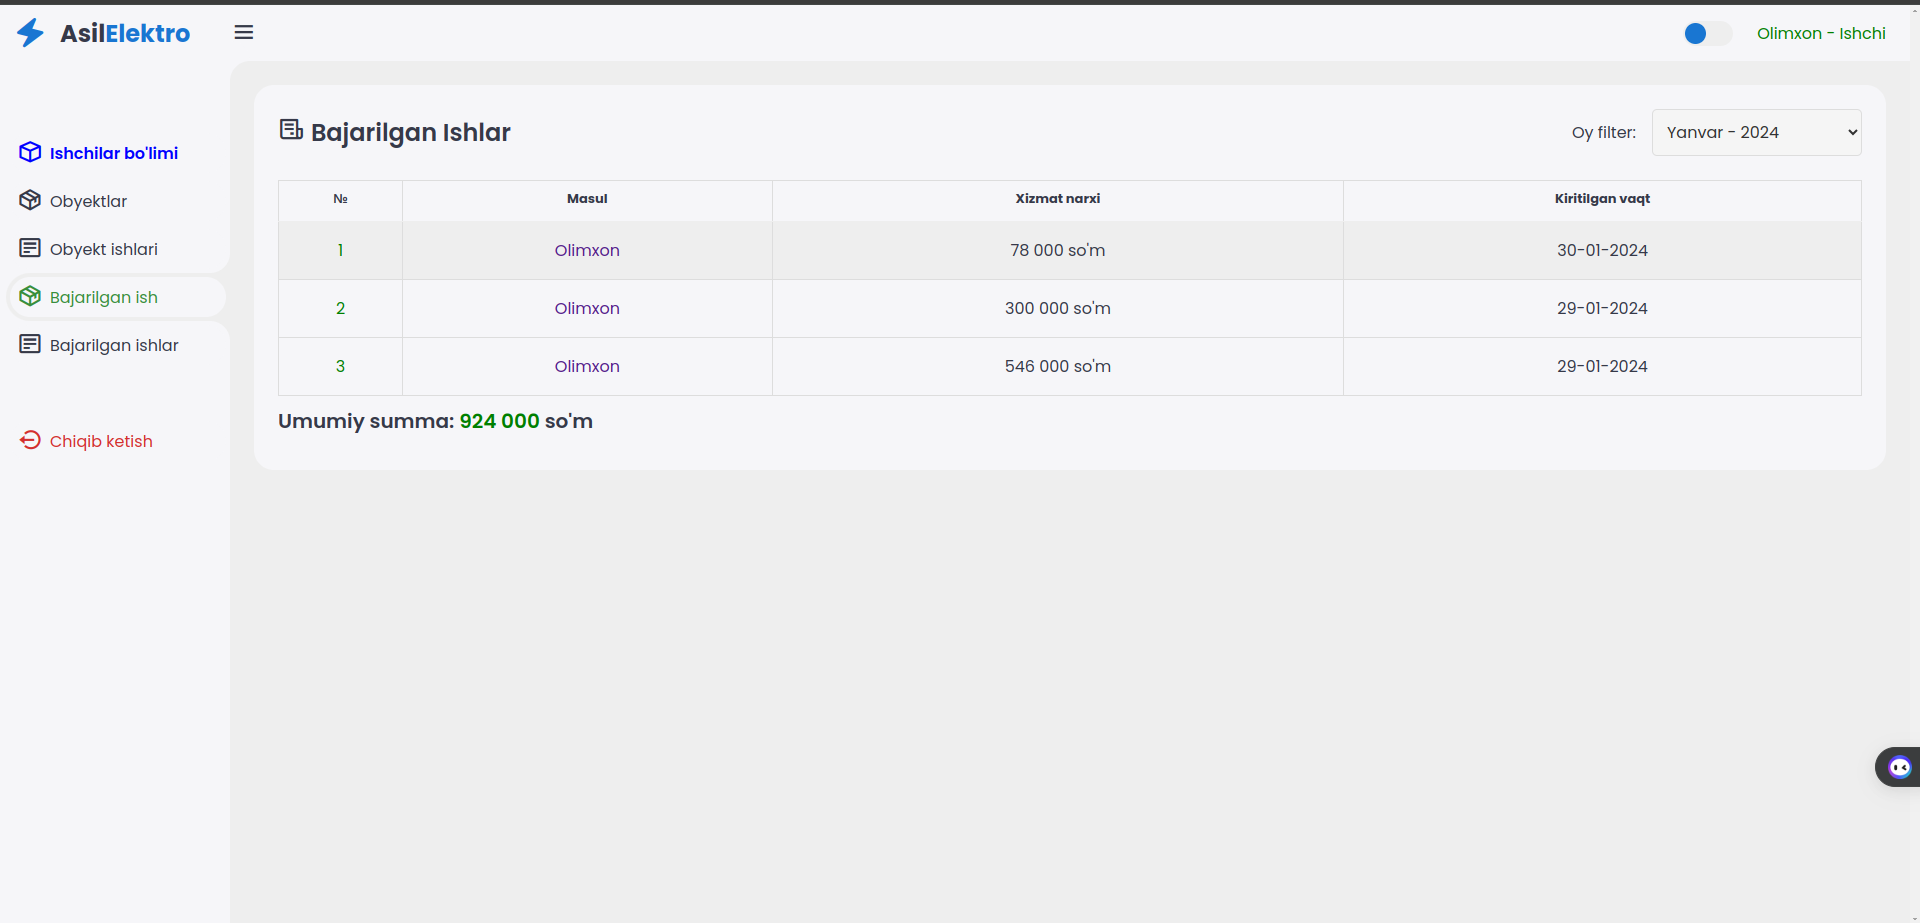 AsilElektro
Olimxon - Ishchi
Ishchilar bo'limi
Obyektlar
Obyekt ishlari
Bajarilgan ish
Bajarilgan ishlar
Chiqib ketish
Bajarilgan Ishlar
Oy filter: Yanvar - 2024
№ Masul Xizmat narxi Kiritilgan vaqt
1 Olimxon 78 000 so'm 30-01-2024
2 Olimxon 300 000 so'm 29-01-2024
3 Olimxon 546 000 so'm 29-01-2024
Umumiy summa: 924 000 so'm